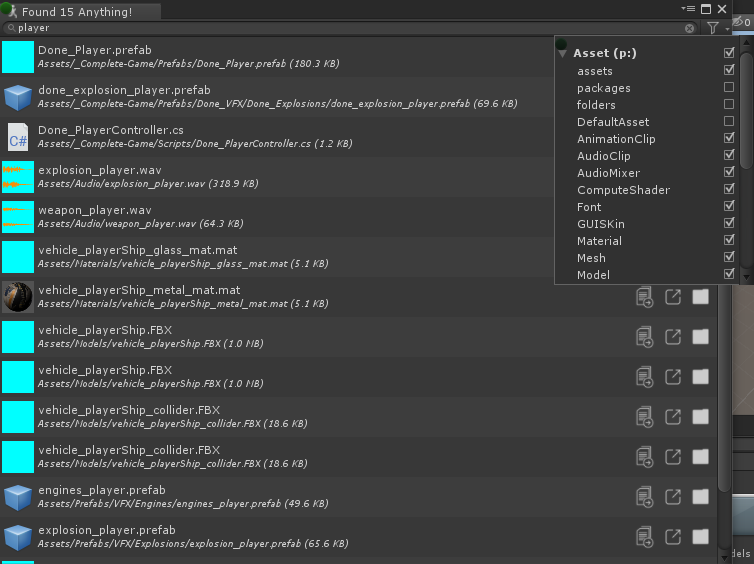 Found 15 Anything!
player
0
Done_Player.prefab
Assets/_Complete-Game/Prefabs/Done_Player.prefab (180.3 KB)
done_explosion_player.prefab
Assets/_Complete-Game/Prefabs/Done_VFX/Done_Explosions/done_explosion_player.prefab (69.6 KB)
C#
Done_PlayerController.cs
Assets/_Complete-Game/Scripts/Done_PlayerController.cs (1.2 KB)
explosion_player.wav
Assets/Audio/explosion_player.wav (318.9 KB)
weapon_player.wav
Assets/Audio/weapon_player.wav (64.3 KB)
vehicle_playerShip_glass_mat.mat
Assets/Materials/vehicle_playerShip_glass_mat.mat (5.1 KB)
vehicle_playerShip_metal_mat.mat
Assets/Materials/vehicle_playerShip_metal_mat.mat (5.1 KB)
vehicle_playerShip.FBX
Assets/Models/vehicle_playerShip.FBX (1.0 MB)
vehicle_playerShip.FBX
Assets/Models/vehicle_playerShip.FBX (1.0 MB)
vehicle_playerShip_collider.FBX
Assets/Models/vehicle_playerShip_collider.FBX (18.6 KB)
vehicle_playerShip_collider.FBX
Assets/Models/vehicle_playerShip_collider.FBX (18.6 KB)
engines_player.prefab
Assets/Prefabs/VFX/Engines/engines_player.prefab (49.6 KB)
explosion_player.prefab
Assets/Prefabs/VFX/Explosions/explosion_player.prefab (65.6 KB)
Asset (p:)
assets
packages
folders
DefaultAsset
AnimationClip
AudioClip
AudioMixer
ComputeShader
Font
GUISKin
Material
Mesh
Model
dels